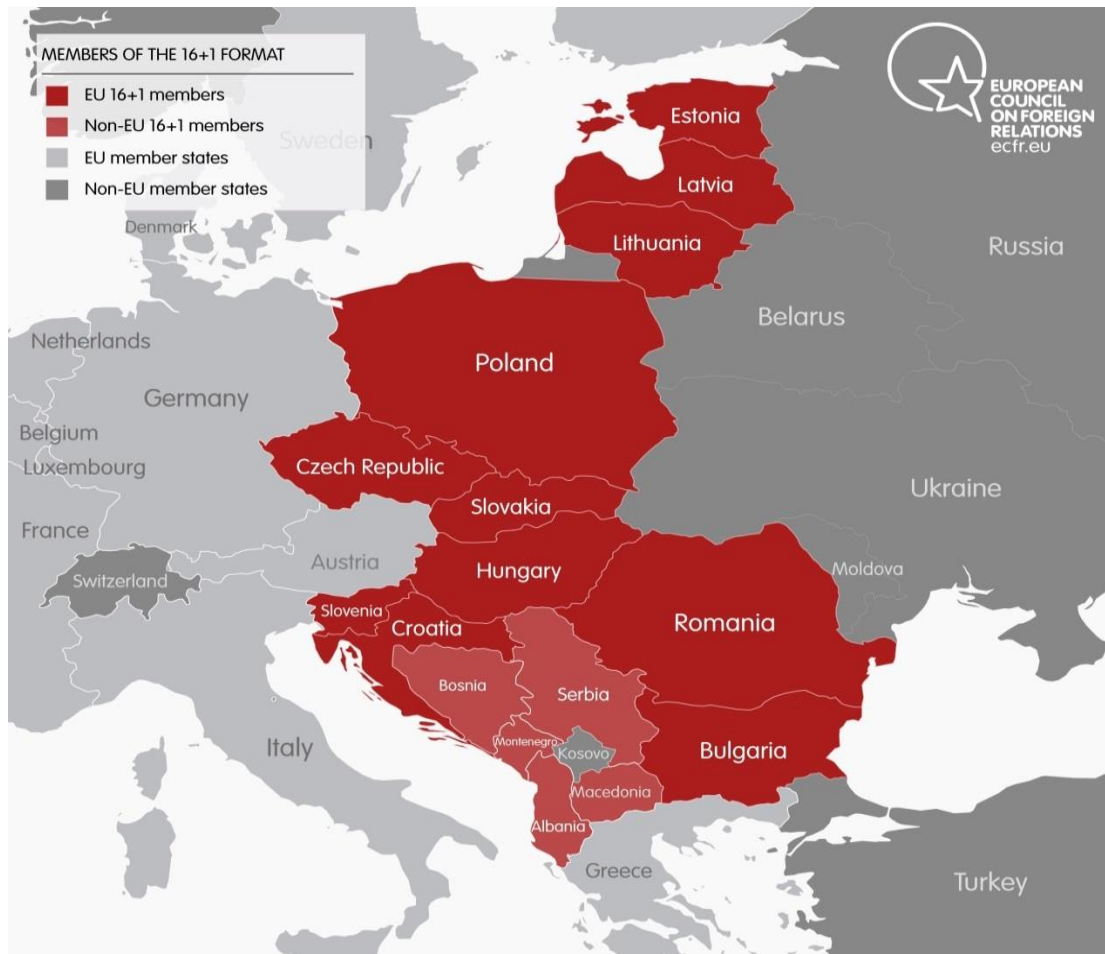 MEMBERS OF THE 16+1 FORMAT
EU 16+1 members
Non-EU 16+1 members
EU member states
Non-EU member states
EUROPEAN
COUNCIL
ON FOREIGN
RELATIONS
ecfr.eu
Sweden
Estonia
Latvia
Denmark
Lithuania
Russia
Belarus
Netherlands
Poland
Germany
Belgium
Luxembourg
Czech Republic
Ukraine
Slovakia
France
Austria
Hungary
Moldova
Switzerland
Slovenia
Croatia
Romania
Bosnia
Serbia
Montenegro
Kosovo
Italy
Bulgaria
Macedonia
Albania
Greece
Turkey